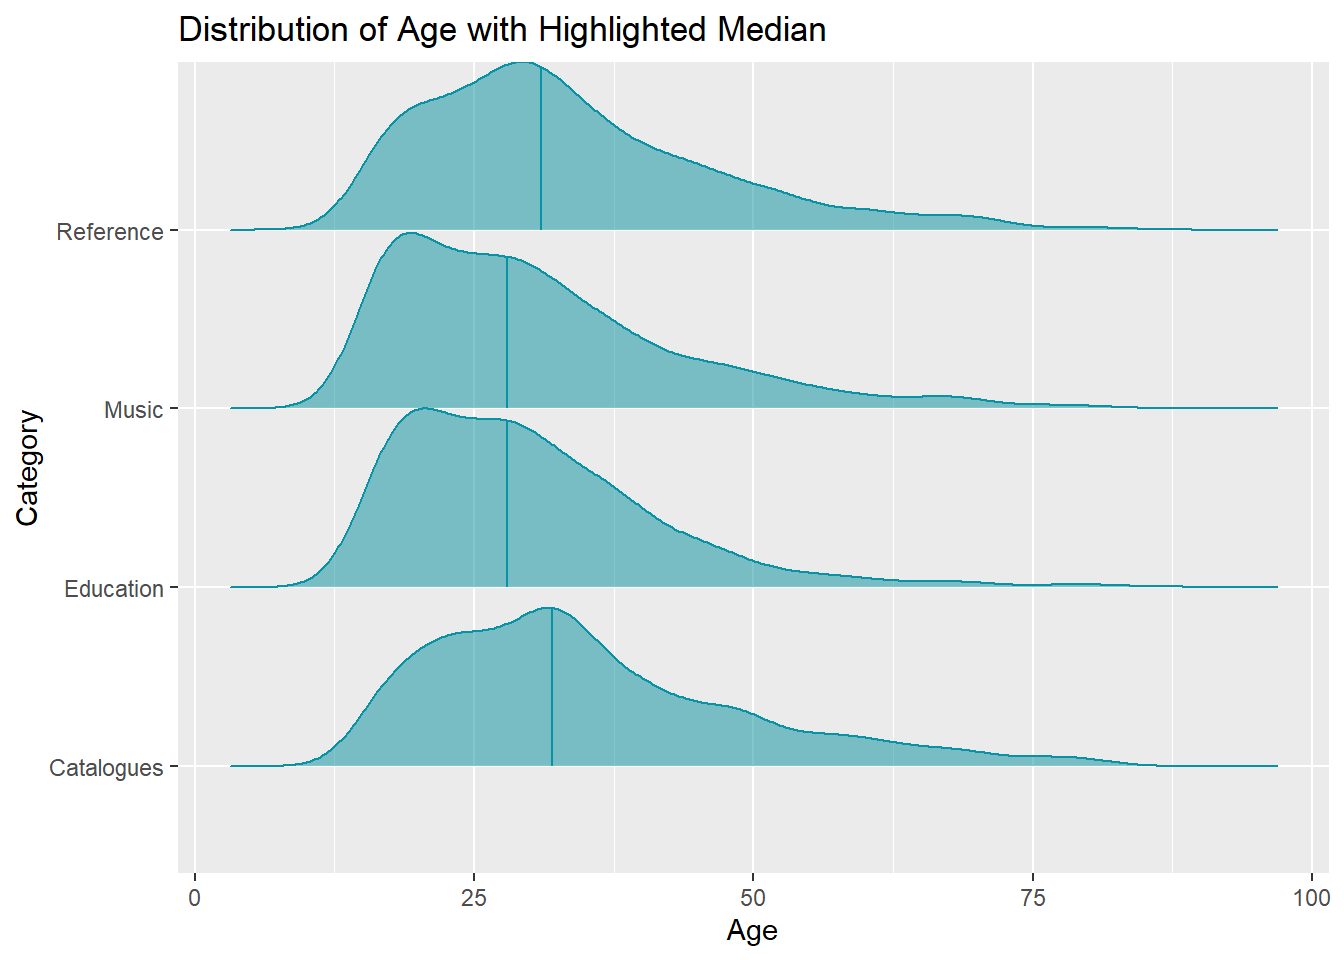 Distribution of Age with Highlighted Median
Category
Reference
Music
Education
Catalogues
0 25 50 75 100
Age